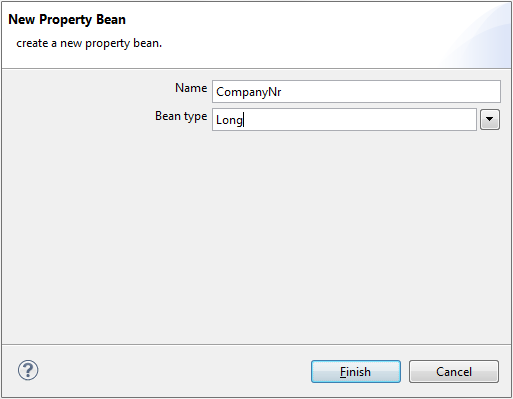 New Property Bean
create a new property bean.
Name CompanyNr
Bean type Long
?
Finish Cancel